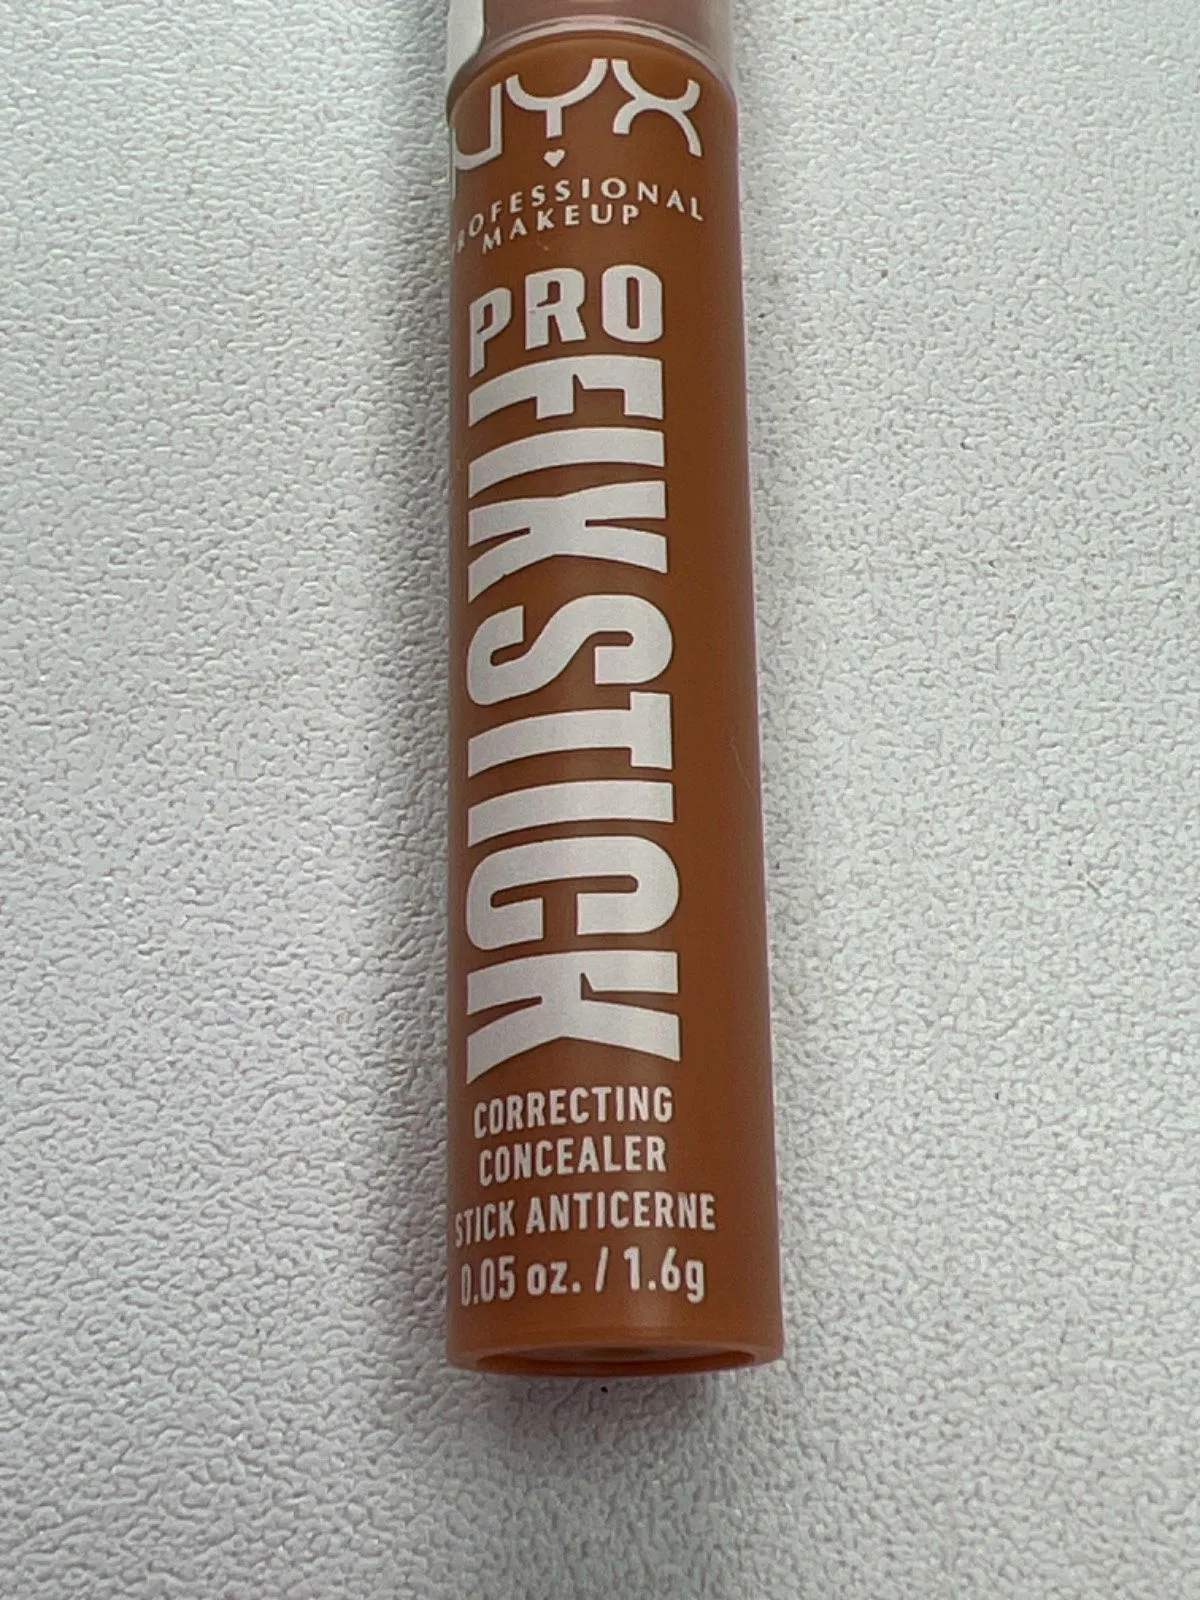 NYX
PROFESSIONAL
MAKEUP
PRO
FIX STICK
CORRECTING
CONCEALER
STICK ANTICERNE
0.05 oz. / 1.6g